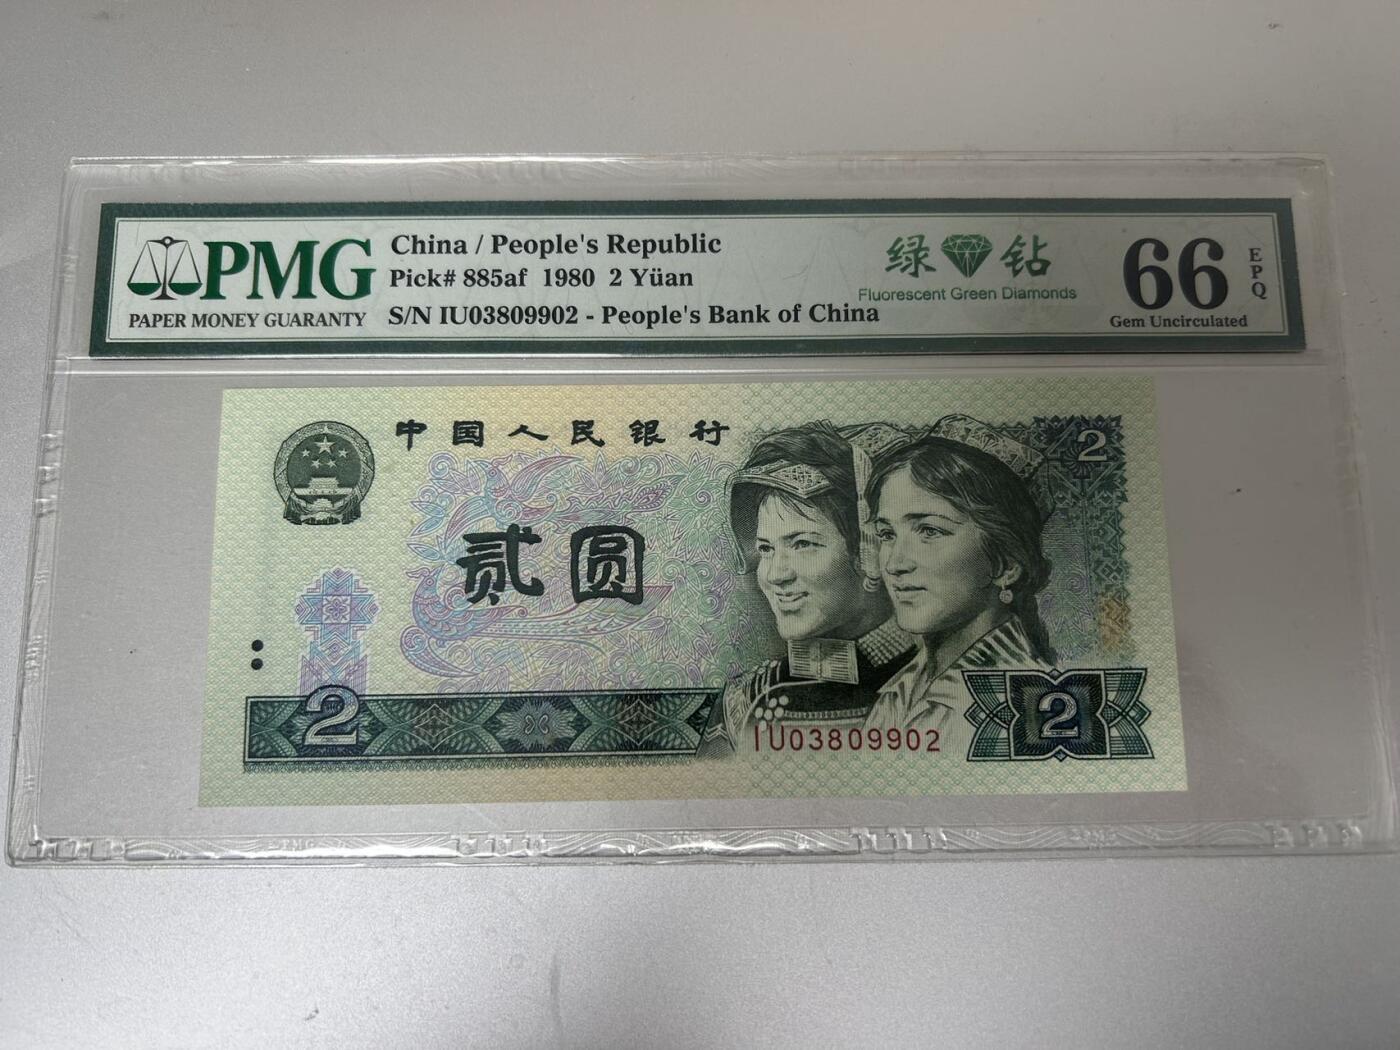 PMG
PAPER MONEY GUARANTY
China / People's Republic
Pick# 885af 1980 2 Yüan
S/N IU03809902 - People's Bank of China
绿 钻
Fluorescent Green Diamonds
66
EPQ
Gem Uncirculated
中国人民银行
2
贰圆
2
IU03809902
2